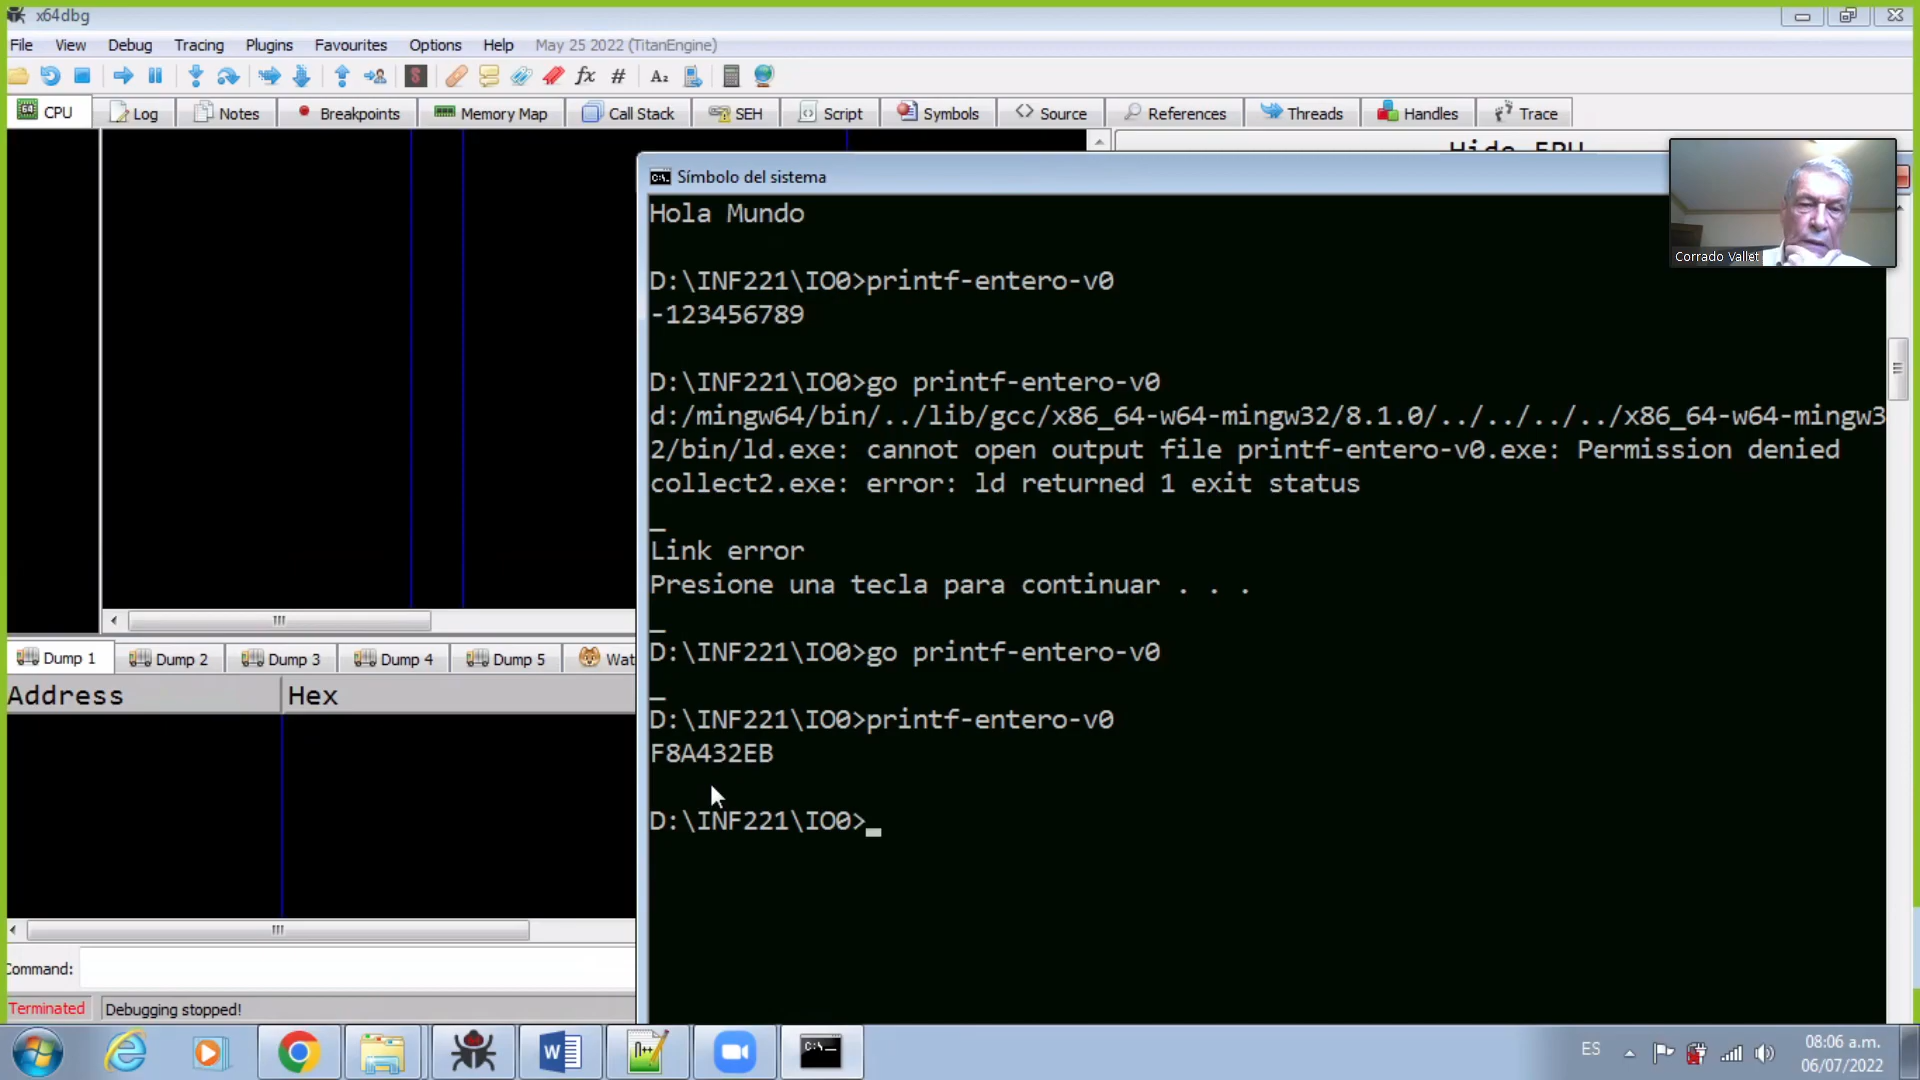 x64dbg
File View Debug Tracing Plugins Favourites Options Help May 25 2022 (TitanEngine)
CPU Log Notes Breakpoints Memory Map Call Stack SEH Script Symbols Source References Threads Handles Trace
Hide FPU
Símbolo del sistema
Corrado Vallet
Hola Mundo
D:\INF221\IO0>printf-entero-v0
-123456789
D:\INF221\IO0>go printf-entero-v0
d:/mingw64/bin/../lib/gcc/x86_64-w64-mingw32/8.1.0/../../../../x86_64-w64-mingw3
2/bin/ld.exe: cannot open output file printf-entero-v0.exe: Permission denied
collect2.exe: error: ld returned 1 exit status
_
Link error
Presione una tecla para continuar . . .
_
D:\INF221\IO0>go printf-entero-v0
_
D:\INF221\IO0>printf-entero-v0
F8A432EB
D:\INF221\IO0>_
Dump 1 Dump 2 Dump 3 Dump 4 Dump 5 Wat
Address Hex
Command:
Terminated Debugging stopped!
ES
08:06 a.m.
06/07/2022